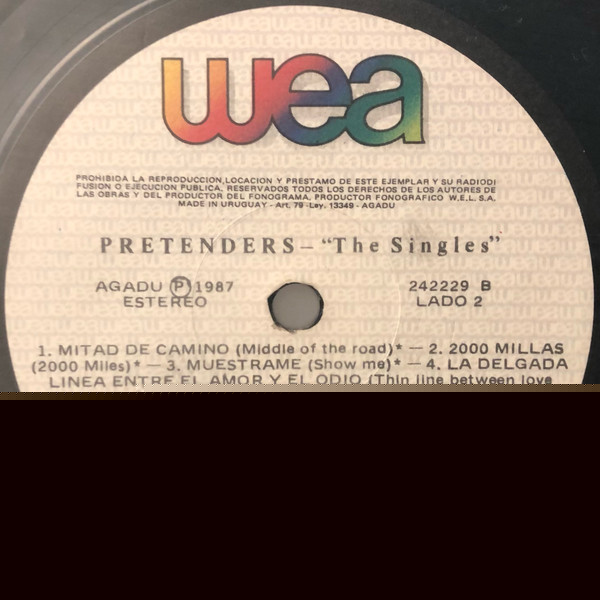 wea
PROHIBIDA LA REPRODUCCION, LOCACION Y PRESTAMO DE ESTE EJEMPLAR Y SU RADIODI
FUSION O EJECUCION PUBLICA, RESERVADOS TODOS LOS DERECHOS DE LOS AUTORES DE
LAS OBRAS Y DEL PRODUCTOR DEL FONOGRAMA, PRODUCTOR FONOGRAFICO W.E.L. S.A.
MADE IN URUGUAY - Art. 79 - Ley. 13349 - AGADU
PRETENDERS — "The Singles"
AGADU Ⓟ 1987
ESTEREO
242229 B
LADO 2
1. MITAD DE CAMINO (Middle of the road)* — 2. 2000 MILLAS
(2000 Miles)* — 3. MUESTRAME (Show me)* — 4. LA DELGADA
LINEA ENTRE EL AMOR Y EL ODIO (Thin line between love